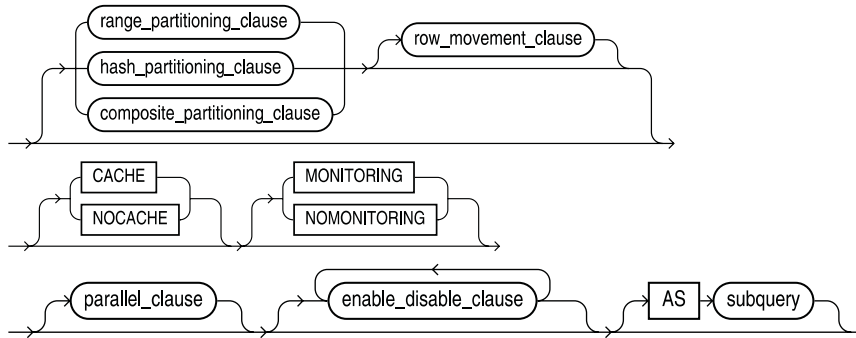 range_partitioning_clause
row_movement_clause
hash_partitioning_clause
composite_partitioning_clause
CACHE
MONITORING
NOCACHE
NOMONITORING
parallel_clause
enable_disable_clause
AS
subquery